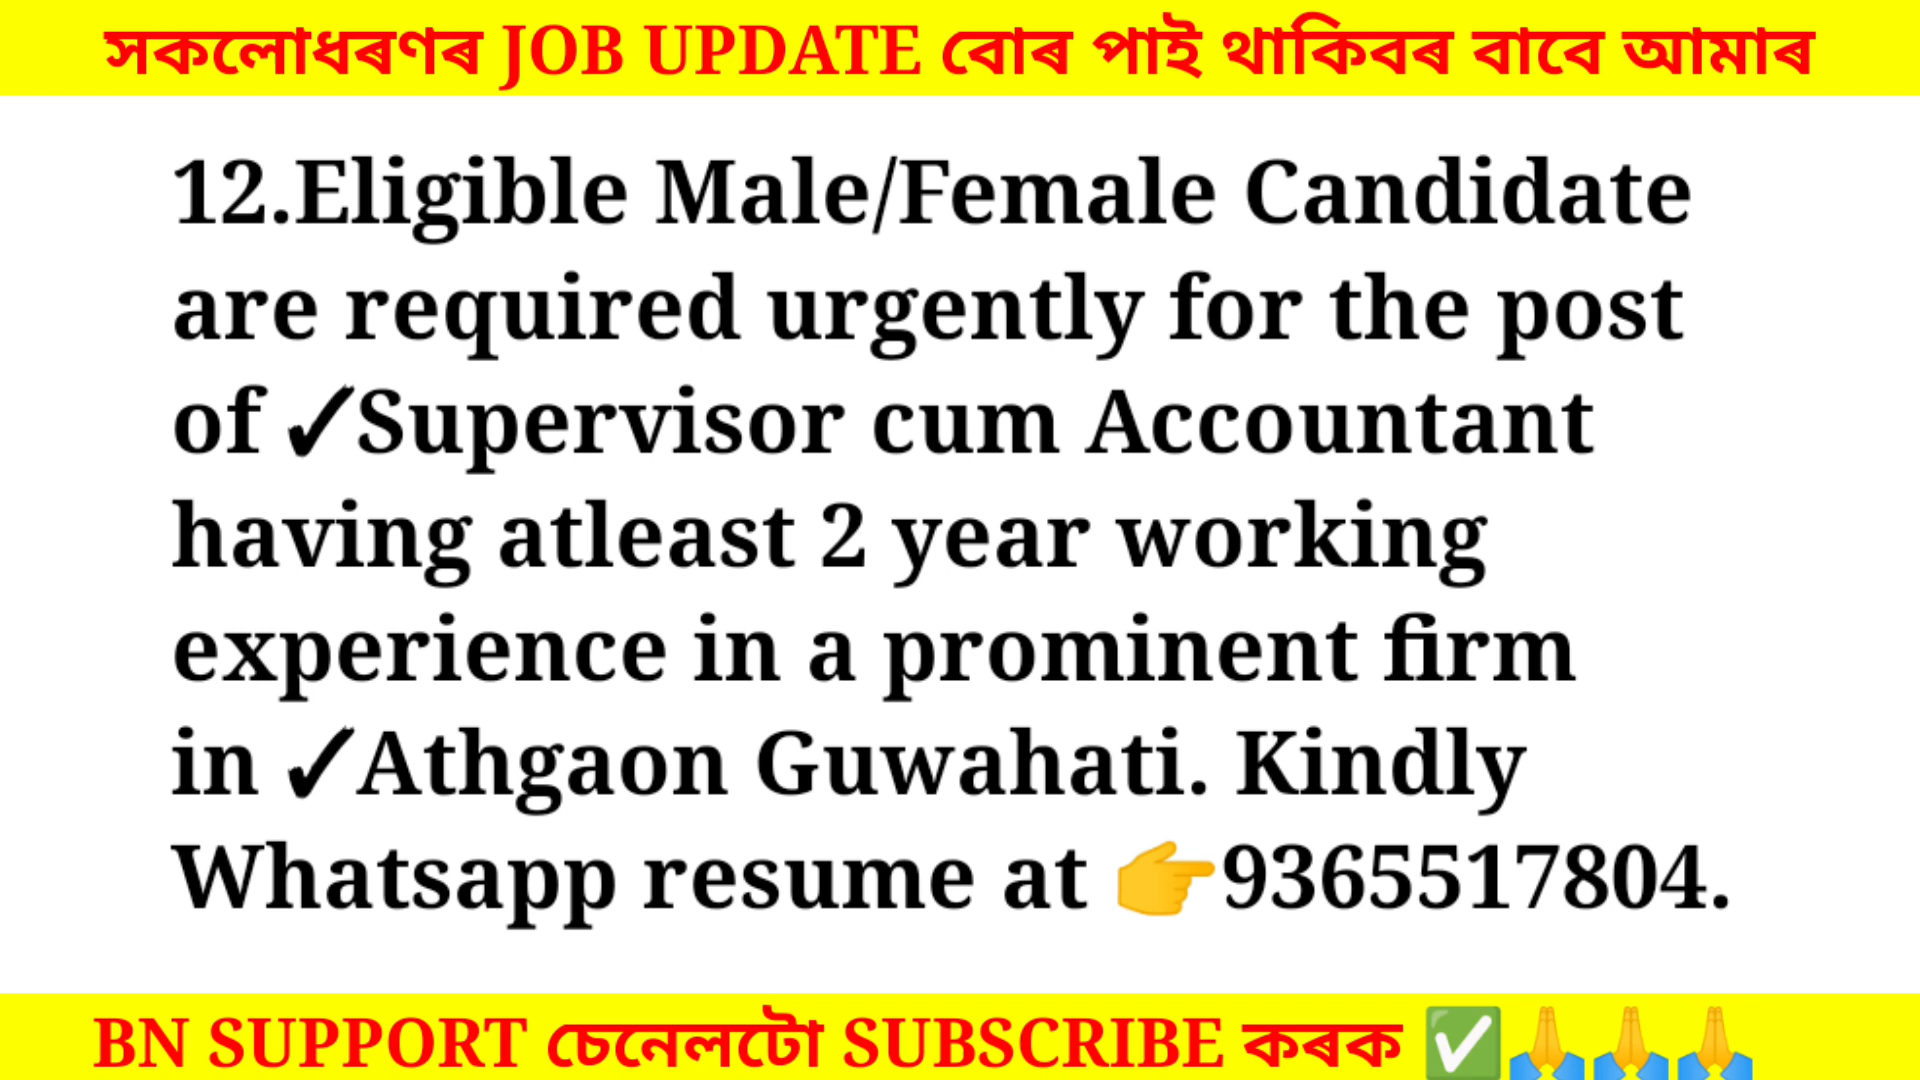 সকলোধৰণৰ JOB UPDATE বোৰ পাই থাকিবৰ বাবে আমাৰ
12.Eligible Male/Female Candidate
are required urgently for the post
of ✓Supervisor cum Accountant
having atleast 2 year working
experience in a prominent firm
in ✓Athgaon Guwahati. Kindly
Whatsapp resume at 👉9365517804.
BN SUPPORT চেনেলটো SUBSCRIBE কৰক ✅🙏🙏🙏